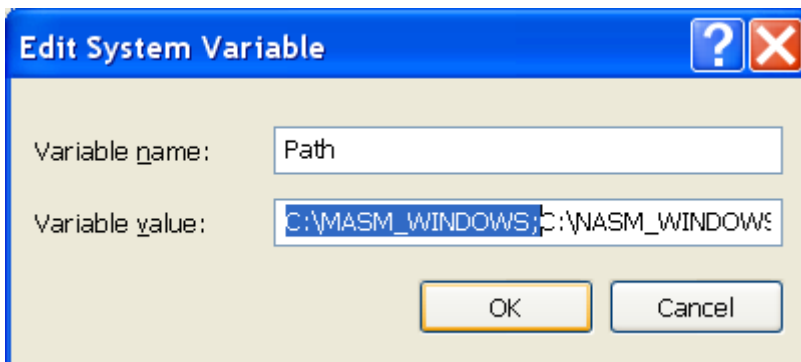 Edit System Variable
Variable name: Path
Variable value: C:\MASM_WINDOWS;C:\NASM_WINDOWS
OK Cancel